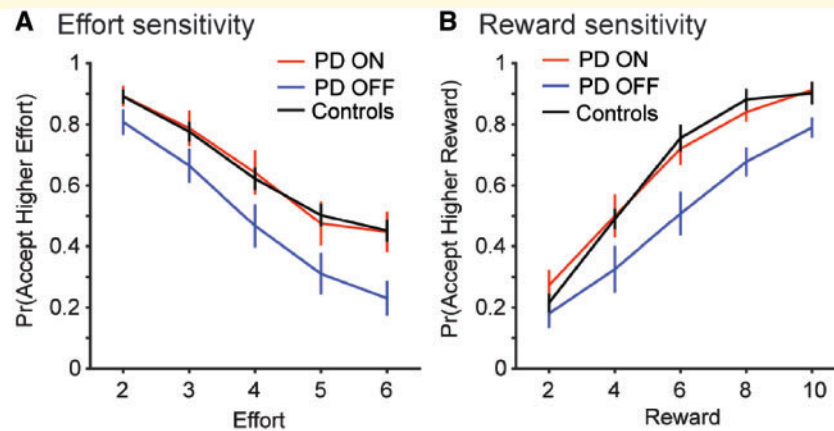 A Effort sensitivity
Pr(Accept Higher Effort)
1
0.8
0.6
0.4
0.2
0
PD ON
PD OFF
Controls
2 3 4 5 6
Effort
B Reward sensitivity
Pr(Accept Higher Reward)
1
0.8
0.6
0.4
0.2
0
PD ON
PD OFF
Controls
2 4 6 8 10
Reward